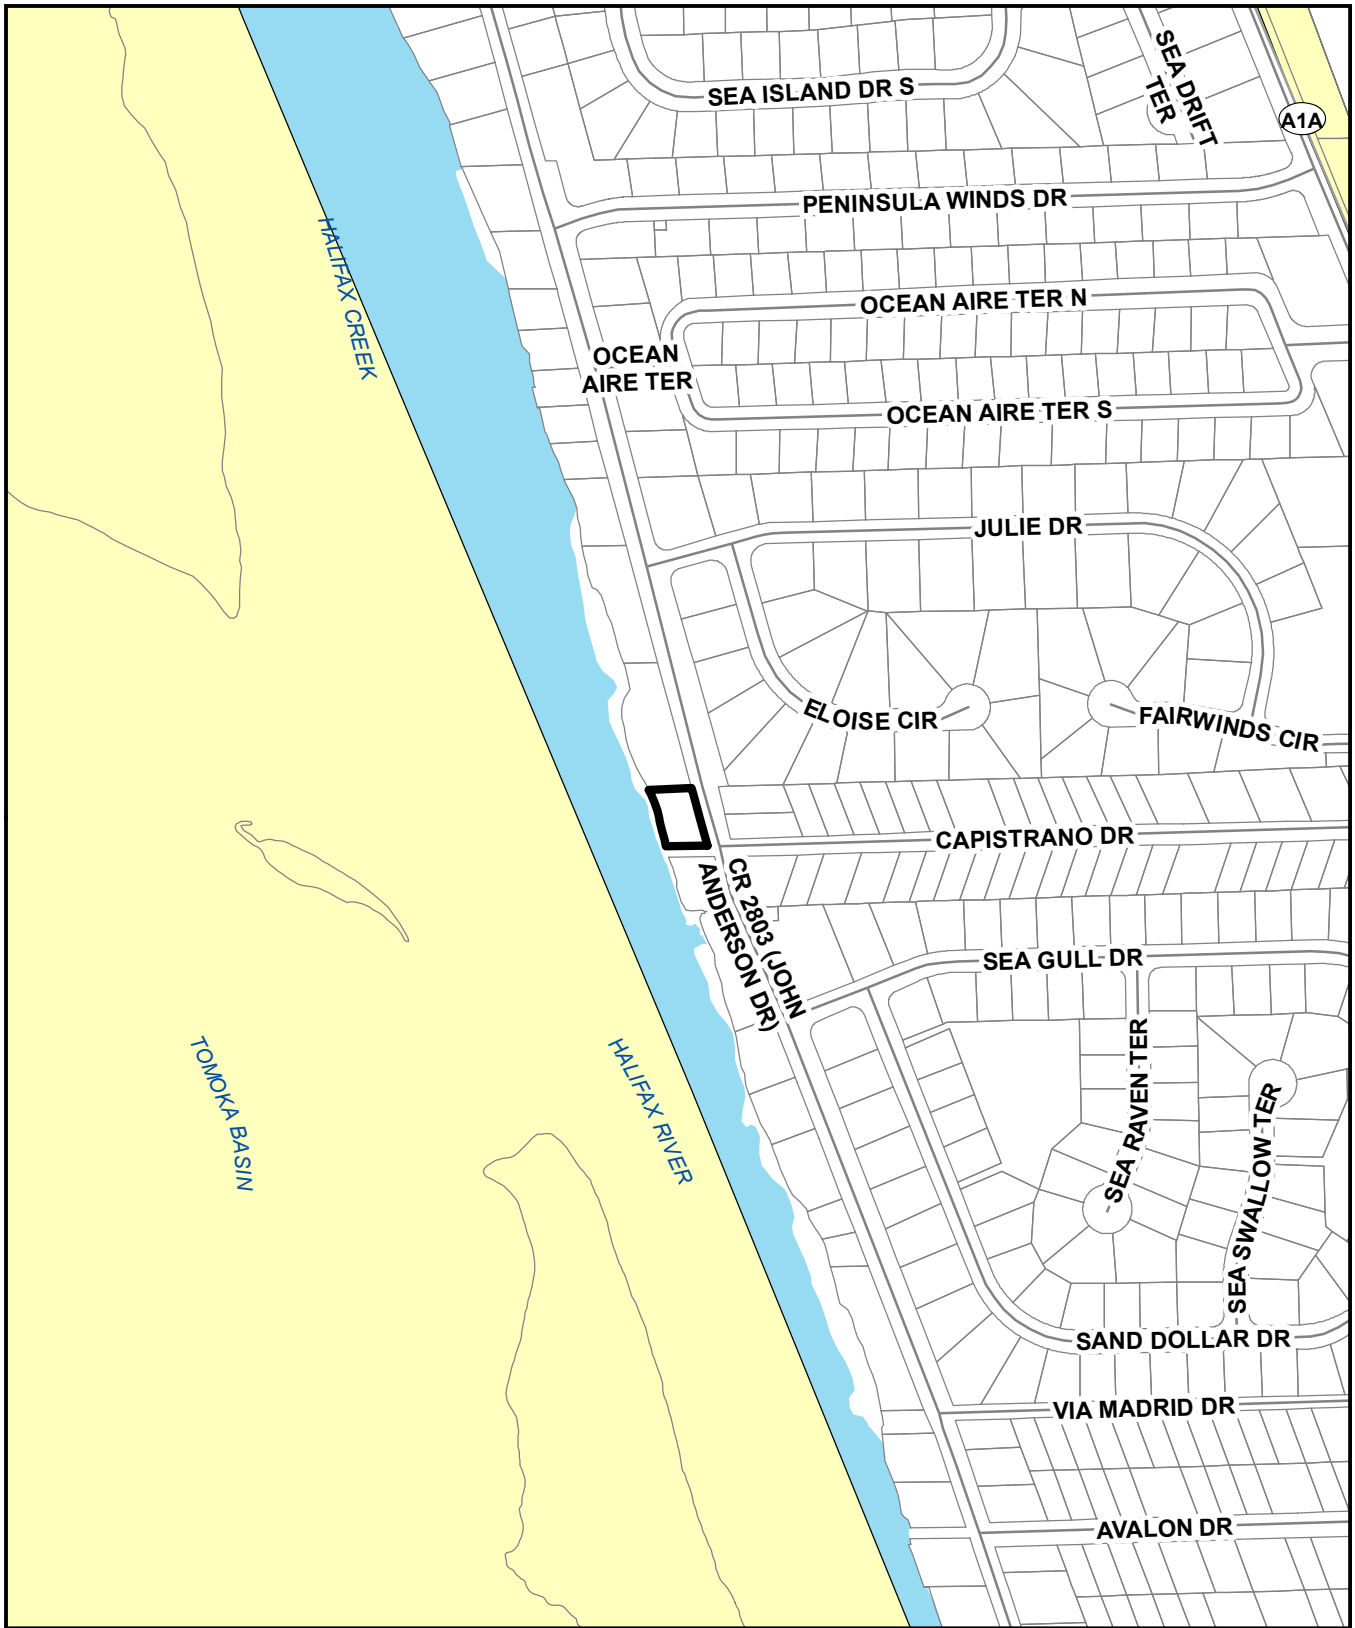 SEA DRIFT
TER
SEA ISLAND DR S
A1A
PENINSULA WINDS DR
HALIFAX CREEK
OCEAN AIRE TER N
OCEAN
AIRE TER
OCEAN AIRE TER S
JULIE DR
ELOISE CIR
FAIRWINDS CIR
CAPISTRANO DR
CR 2803 (JOHN
ANDERSON DR)
SEA GULL DR
SEA RAVEN TER
TOMOKA BASIN
HALIFAX RIVER
SEA SWALLOW TER
SAND DOLLAR DR
VIA MADRID DR
AVALON DR